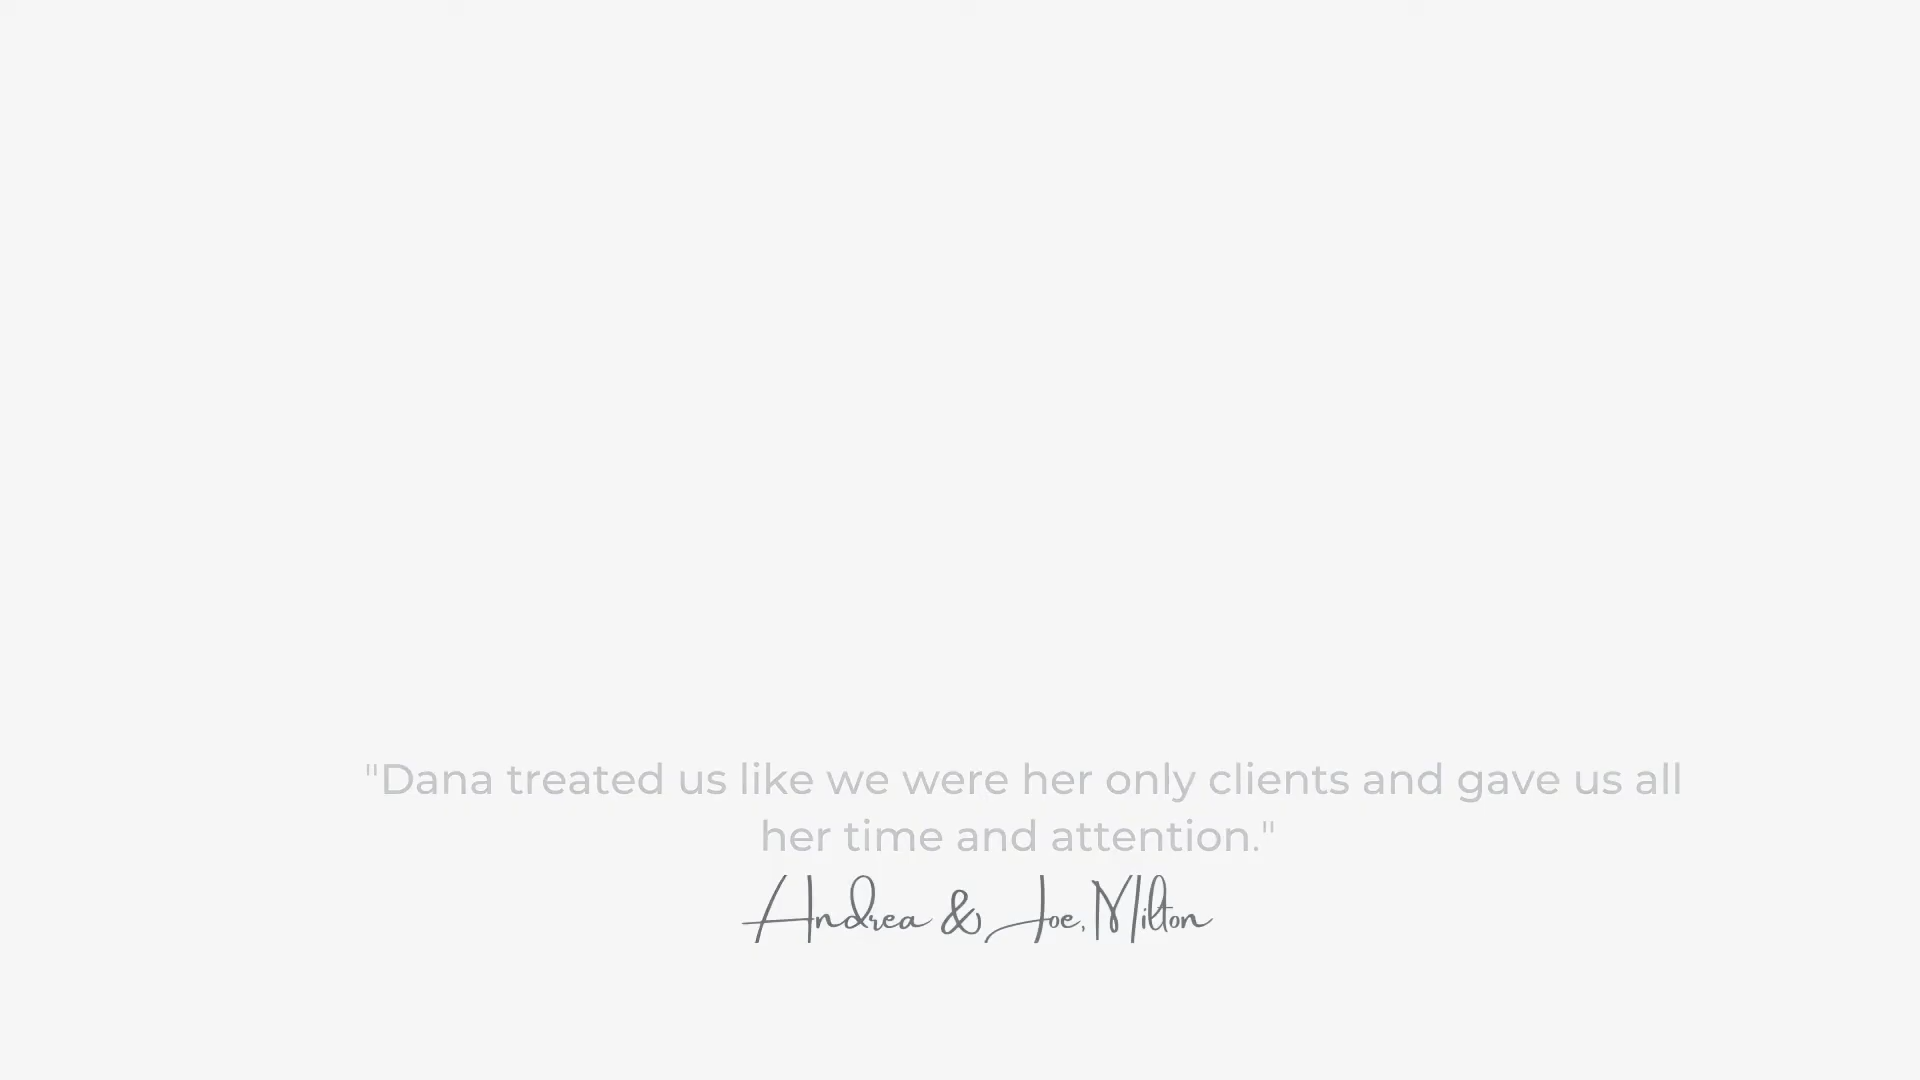 "Dana treated us like we were her only clients and gave us all
her time and attention."
Andrea & Joe, Milton